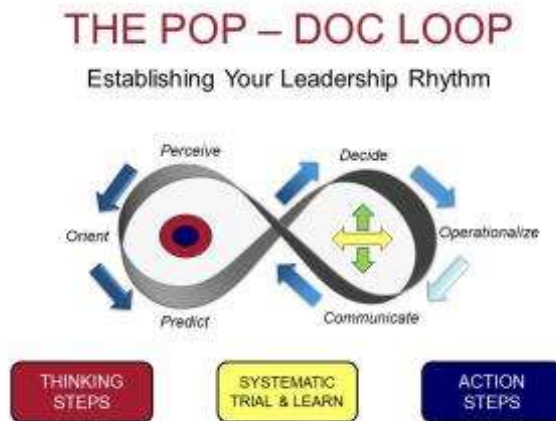 THE POP – DOC LOOP
Establishing Your Leadership Rhythm
Perceive
Decide
Orient
Operationalize
Predict
Communicate
THINKING
STEPS
SYSTEMATIC
TRIAL & LEARN
ACTION
STEPS